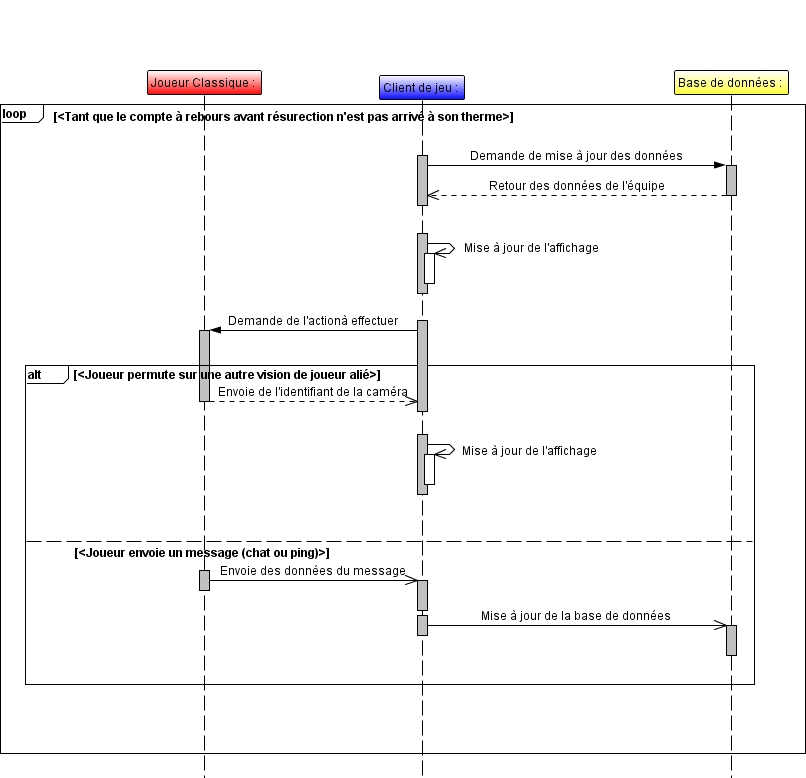 Joueur Classique :
Client de jeu :
Base de données :
loop
[<Tant que le compte à rebours avant résurection n'est pas arrivé à son therme>]
Demande de mise à jour des données
Retour des données de l'équipe
Mise à jour de l'affichage
Demande de l'actionà effectuer
alt
[<Joueur permute sur une autre vision de joueur alié>]
Envoie de l'identifiant de la caméra
Mise à jour de l'affichage
[<Joueur envoie un message (chat ou ping)>]
Envoie des données du message
Mise à jour de la base de données